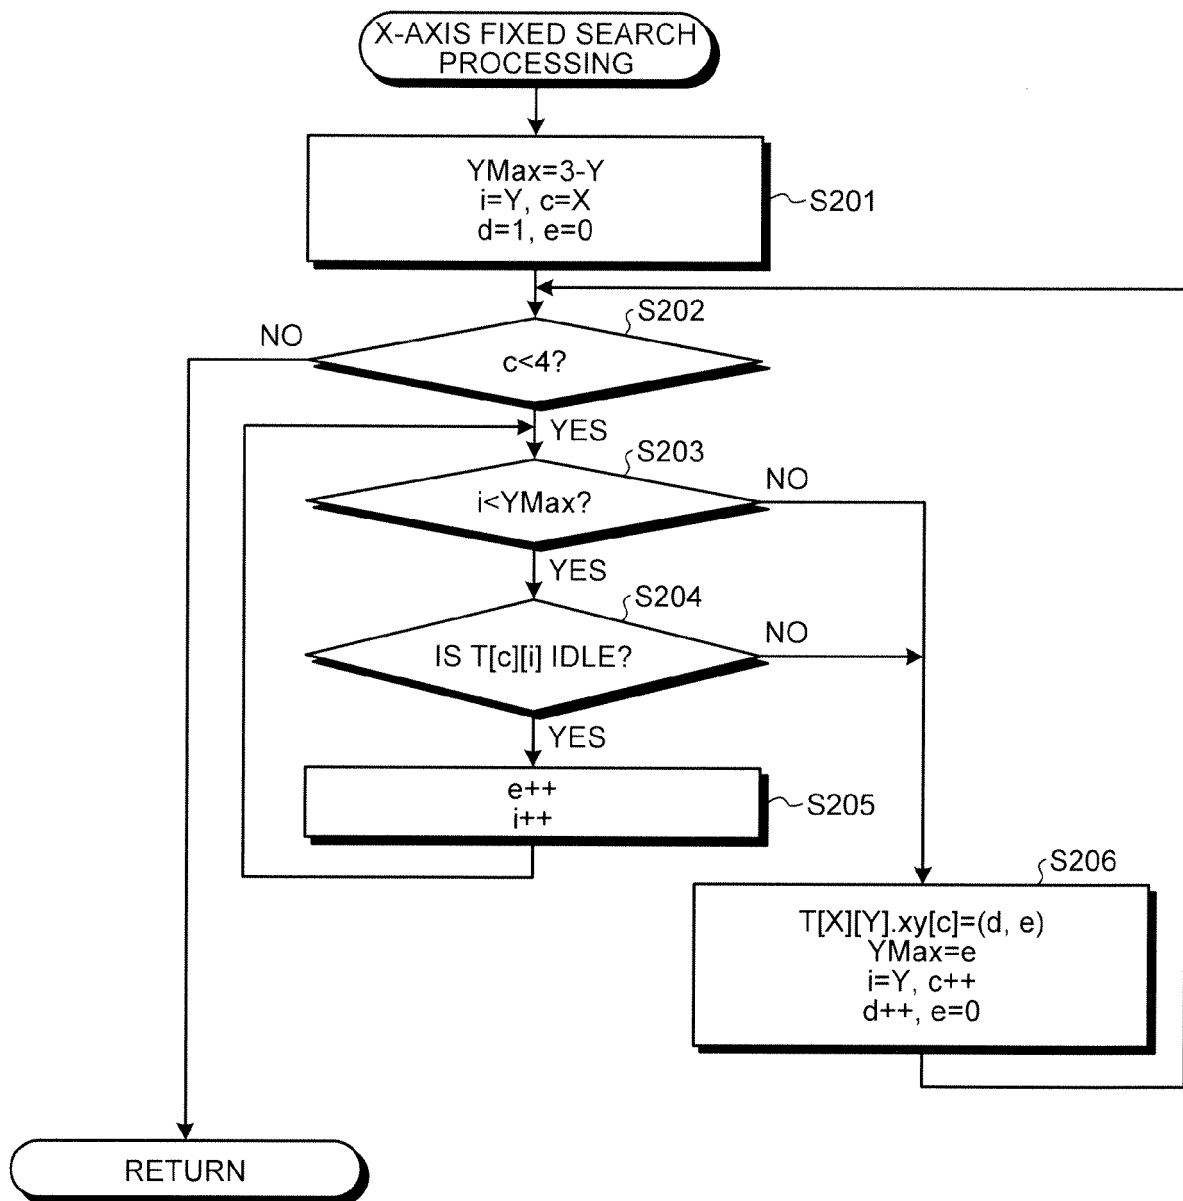 X-AXIS FIXED SEARCH
PROCESSING
YMax=3-Y
i=Y, c=X
d=1, e=0
S201
S202
NO
c<4?
YES
S203
NO
i<YMax?
YES
S204
NO
IS T[c][i] IDLE?
YES
e++
i++
S205
S206
T[X][Y].xy[c]=(d, e)
YMax=e
i=Y, c++
d++, e=0
RETURN